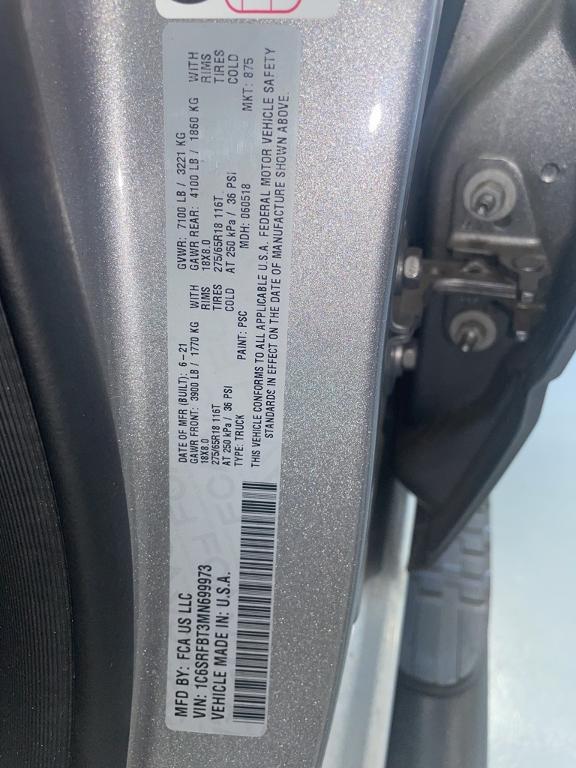 MFD BY: FCA US LLC
DATE OF MFR (BUILT): 6-21 GVWR: 7100 LB / 3221 KG
GAWR FRONT: 3900 LB / 1770 KG WITH GAWR REAR: 4100 LB / 1860 KG WITH
18X8.0 RIMS 18X8.0 RIMS
275/65R18 116T TIRES 275/65R18 116T TIRES
AT 250 kPa / 36 PSI COLD AT 250 kPa / 36 PSI COLD
TYPE: TRUCK PAINT: PSC MDH: 060518 MKT: 875
VIN: 1C6SRFBT3MN699973
VEHICLE MADE IN: U.S.A.
THIS VEHICLE CONFORMS TO ALL APPLICABLE U.S.A. FEDERAL MOTOR VEHICLE SAFETY
STANDARDS IN EFFECT ON THE DATE OF MANUFACTURE SHOWN ABOVE.